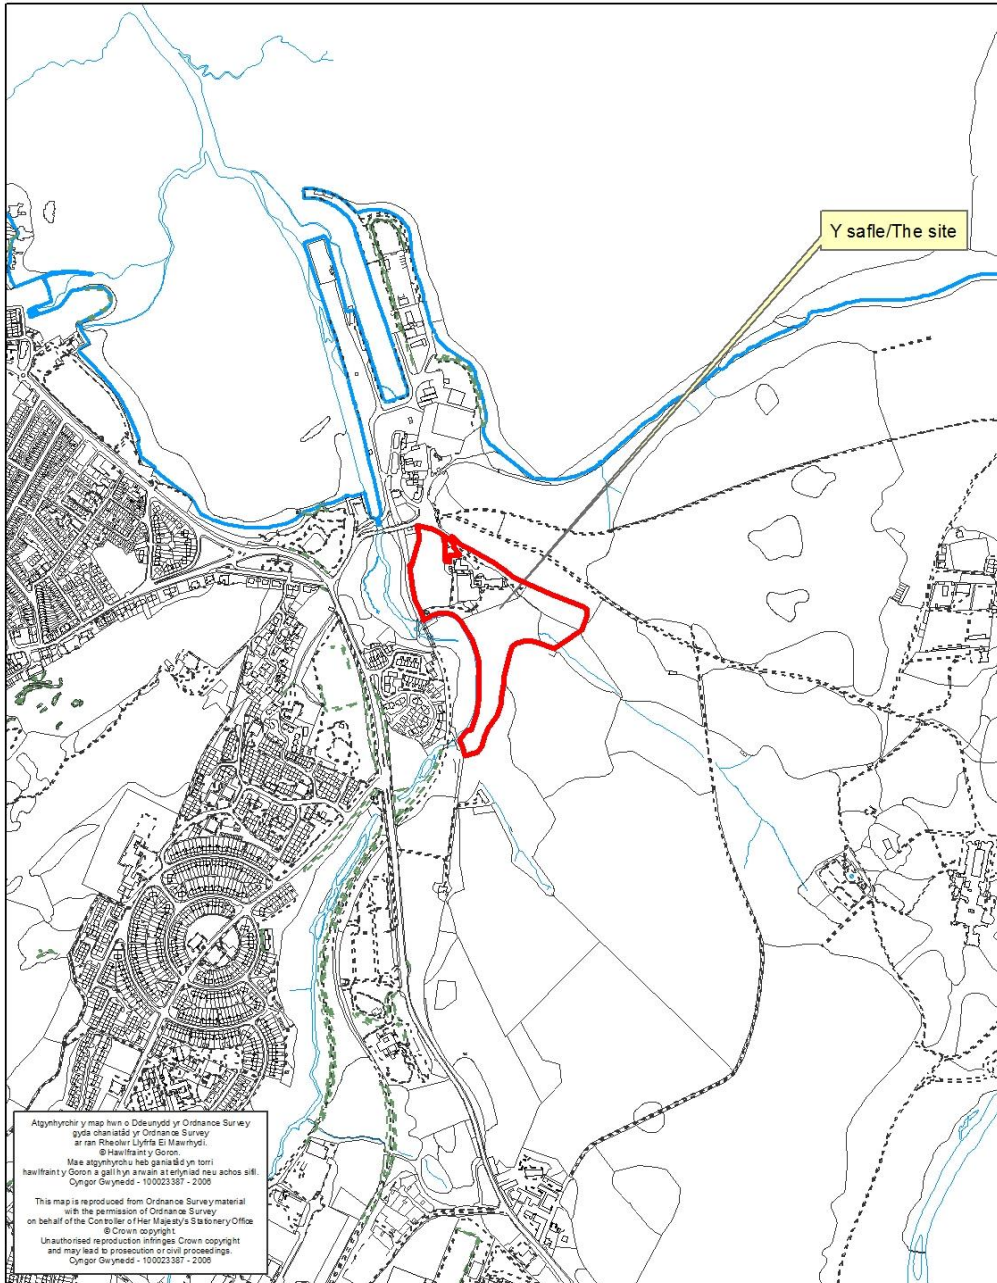 Y safle/The site
Atgynhyrchir y map hwn o Ddeunydd yr Ordnance Survey
gyda chaniatâd yr Ordnance Survey
ar ran Rheolwr Llyfrfa Ei Mawrhydi.
© Hawlfraint y Goron.
Mae atgynhyrchu heb ganiatâd yn torri
hawlfraint y Goron a gall hyn arwain at erlyniad neu achos sifil.
Cyngor Gwynedd - 100023387 - 2006
This map is reproduced from Ordnance Survey material
with the permission of Ordnance Survey
on behalf of the Controller of Her Majesty's Stationery Office
© Crown copyright.
Unauthorised reproduction infringes Crown copyright
and may lead to prosecution or civil proceedings.
Cyngor Gwynedd - 100023387 - 2006